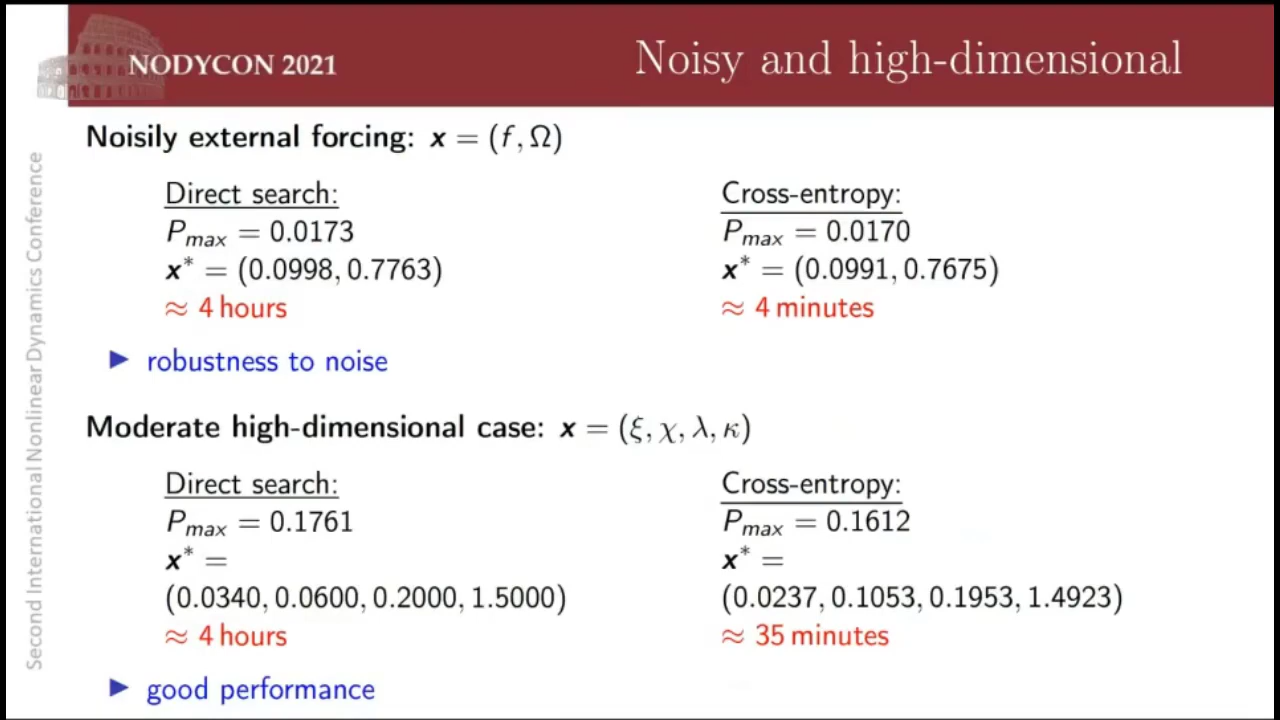 NODYCON 2021
Noisy and high-dimensional
Second International Nonlinear Dynamics Conference
Noisily external forcing: x = (f, Ω)
Direct search:
P_max = 0.0173
x* = (0.0998, 0.7763)
≈ 4 hours
Cross-entropy:
P_max = 0.0170
x* = (0.0991, 0.7675)
≈ 4 minutes
▶ robustness to noise
Moderate high-dimensional case: x = (ξ, χ, λ, κ)
Direct search:
P_max = 0.1761
x* =
(0.0340, 0.0600, 0.2000, 1.5000)
≈ 4 hours
Cross-entropy:
P_max = 0.1612
x* =
(0.0237, 0.1053, 0.1953, 1.4923)
≈ 35 minutes
▶ good performance